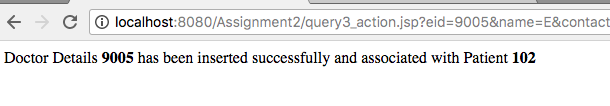 localhost:8080/Assignment2/query3_action.jsp?eid=9005&name=E&contact
Doctor Details 9005 has been inserted successfully and associated with Patient 102